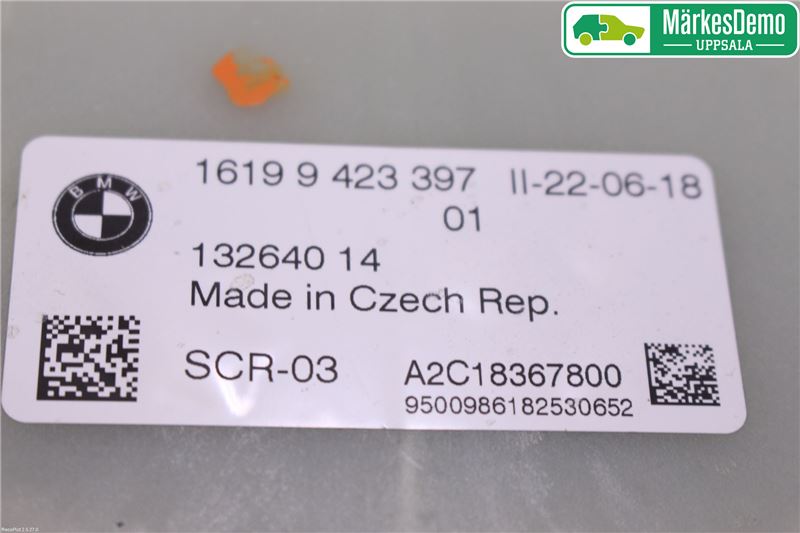 MärkesDemo
UPPSALA
BMW
1619 9 423 397 II-22-06-18
01
132640 14
Made in Czech Rep.
SCR-03 A2C18367800
9500986182530652